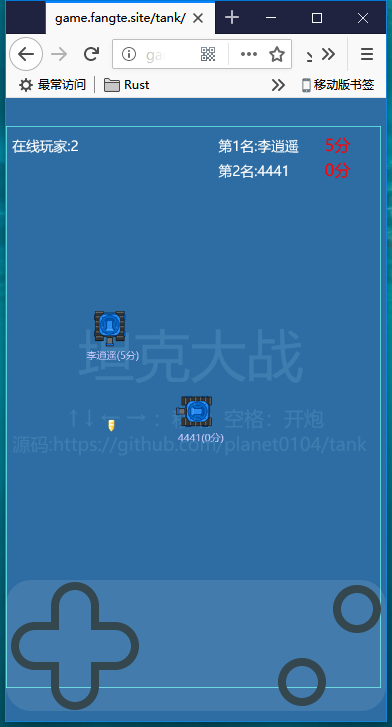 game.fangte.site/tank/
最常访问
Rust
移动版书签
在线玩家:2
第1名:李逍遥 5分
第2名:4441 0分
李逍遥(5分)
坦克大战
4441(0分)
↑↓←→: 空格：开炮
源码:https://github.com/planet0104/tank